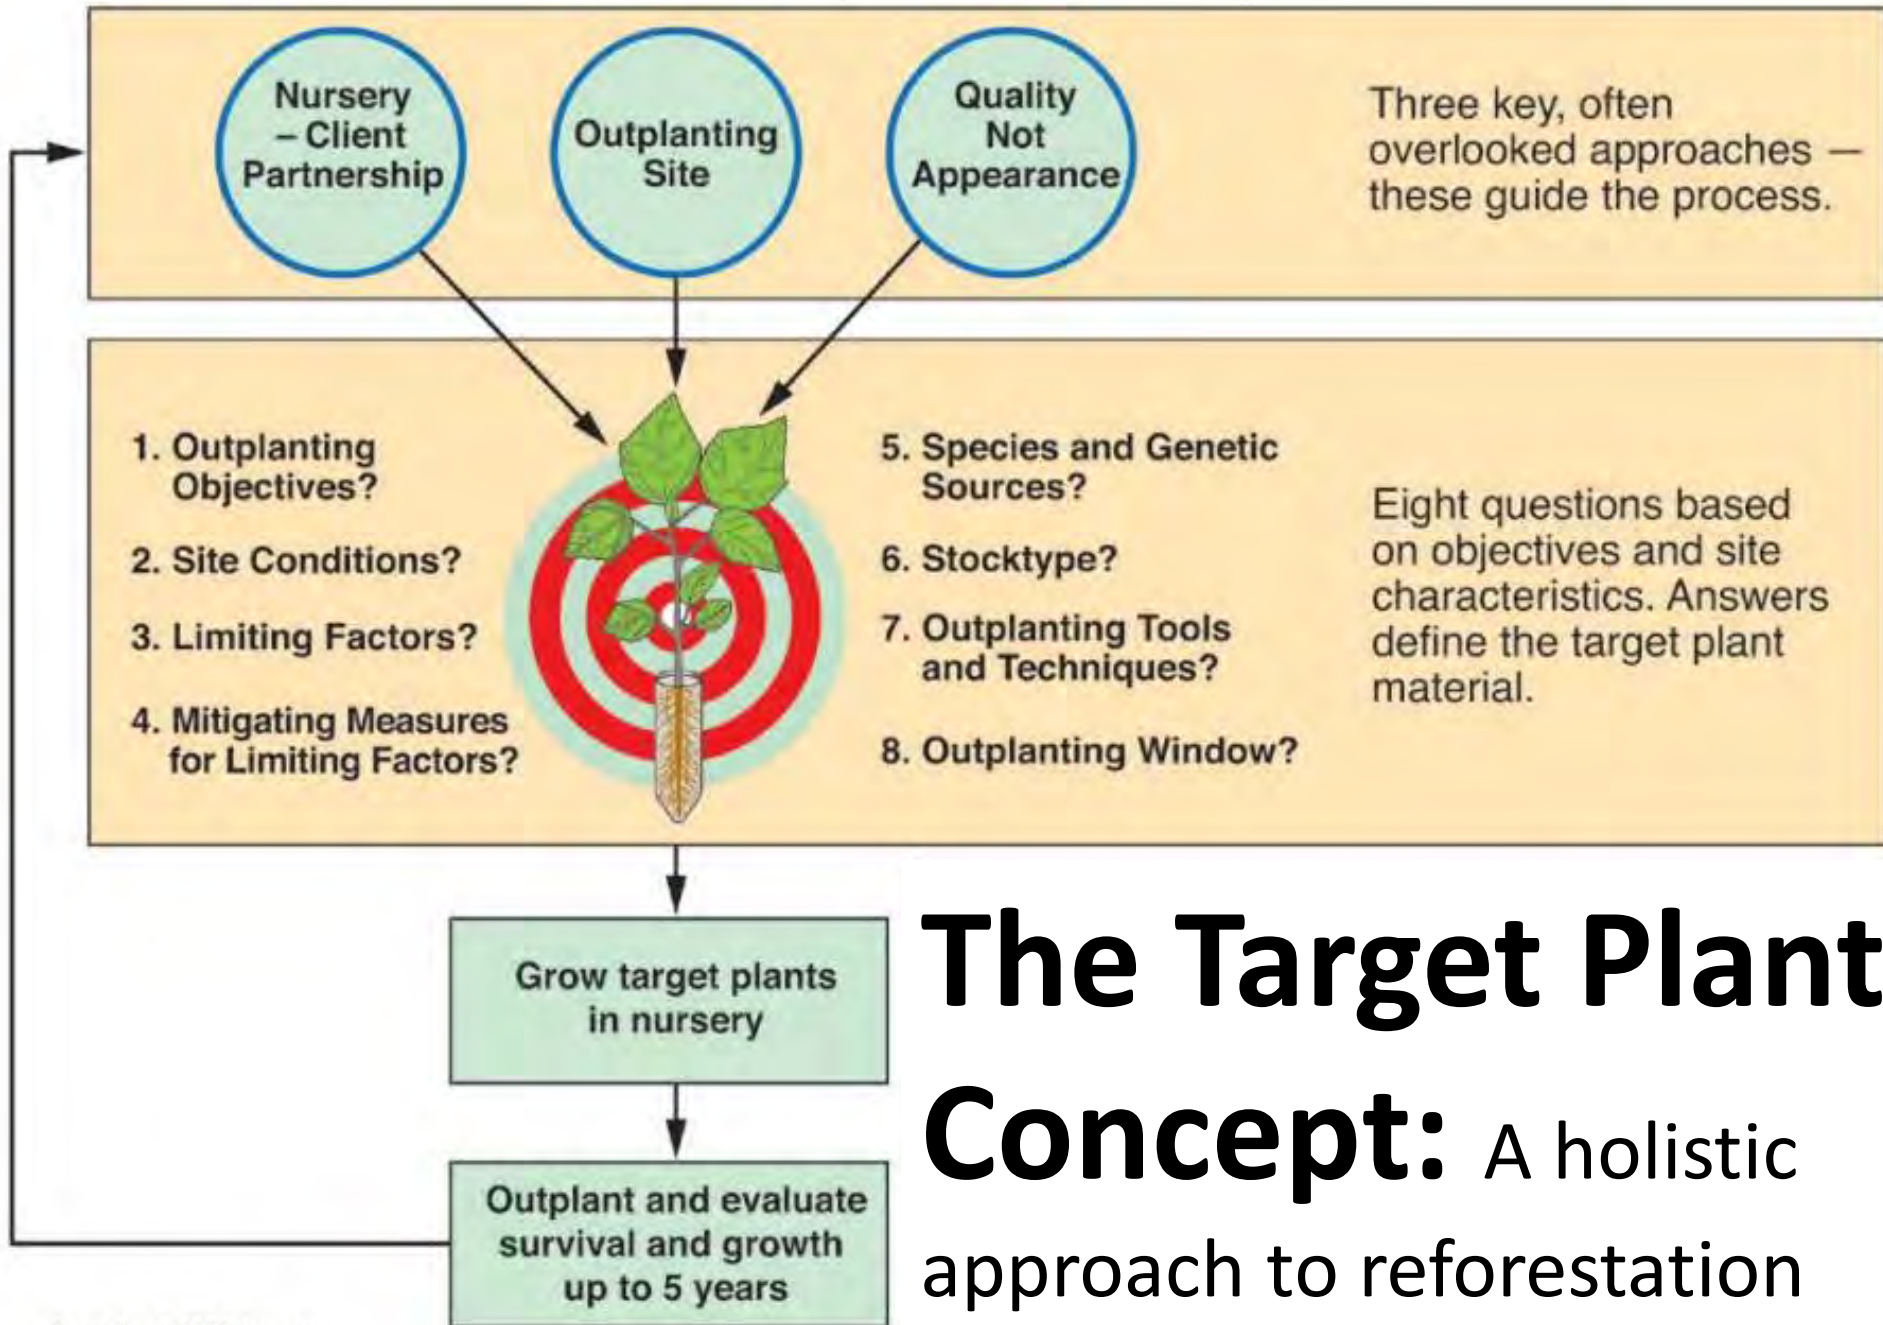 Nursery
– Client
Partnership
Outplanting
Site
Quality
Not
Appearance
Three key, often
overlooked approaches —
these guide the process.
1. Outplanting
Objectives?
2. Site Conditions?
3. Limiting Factors?
4. Mitigating Measures
for Limiting Factors?
5. Species and Genetic
Sources?
6. Stocktype?
7. Outplanting Tools
and Techniques?
8. Outplanting Window?
Eight questions based
on objectives and site
characteristics. Answers
define the target plant
material.
Grow target plants
in nursery
Outplant and evaluate
survival and growth
up to 5 years
The Target Plant
Concept: A holistic
approach to reforestation